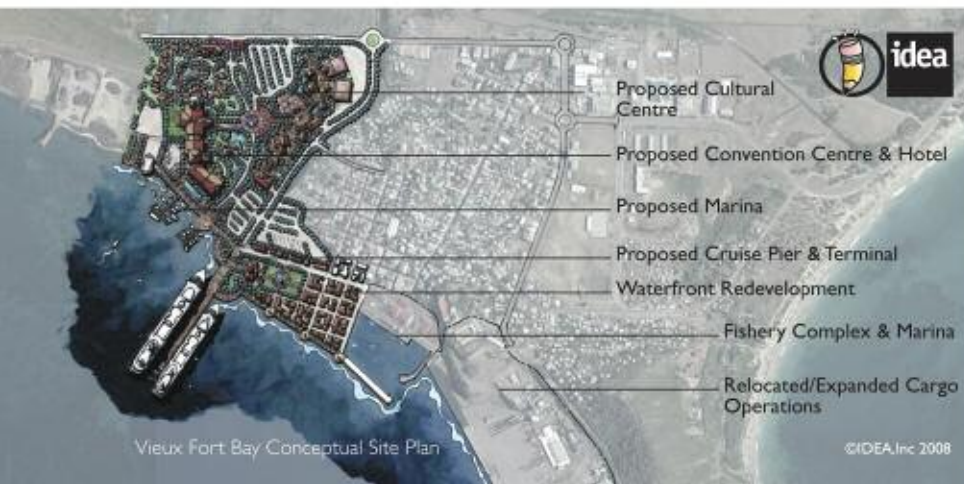 idea
Proposed Cultural
Centre
Proposed Convention Centre & Hotel
Proposed Marina
Proposed Cruise Pier & Terminal
Waterfront Redevelopment
Fishery Complex & Marina
Relocated/Expanded Cargo
Operations
Vieux Fort Bay Conceptual Site Plan
©IDEA,Inc 2008